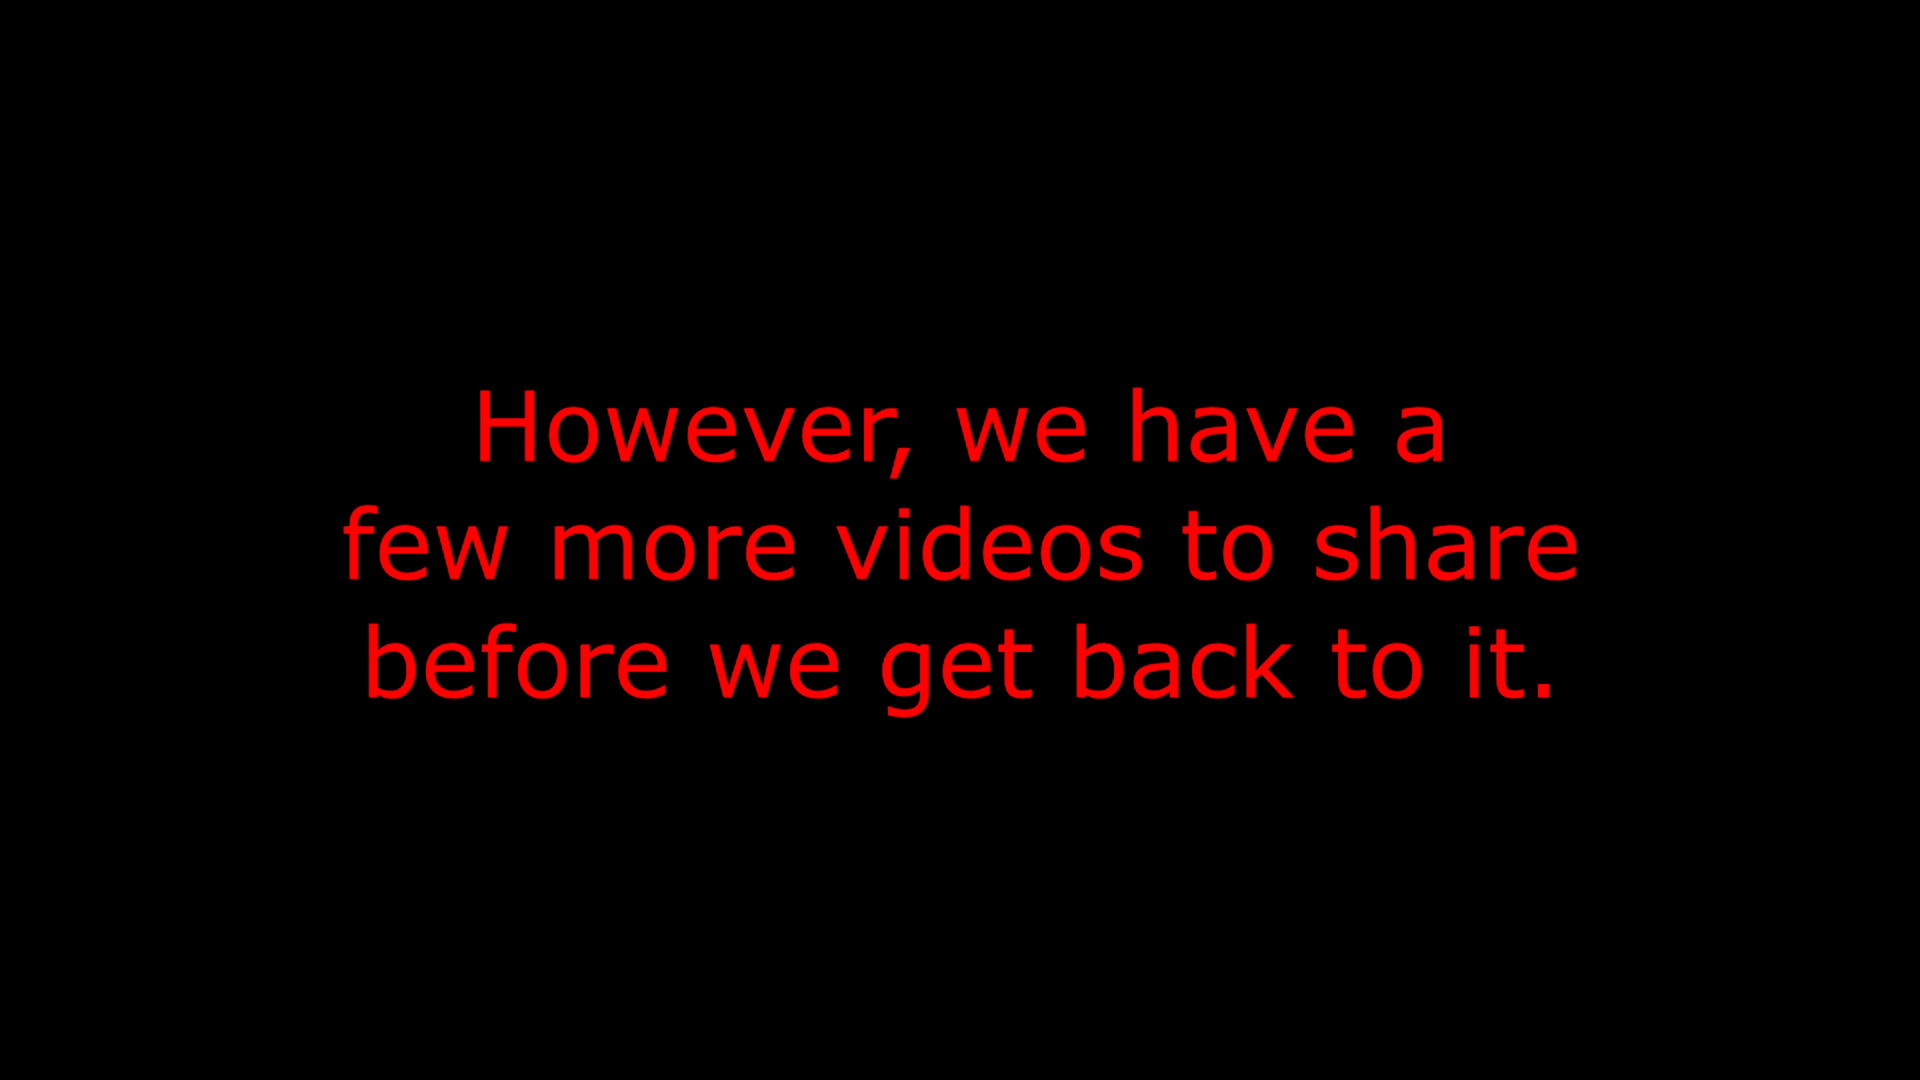 However, we have a
few more videos to share
before we get back to it.